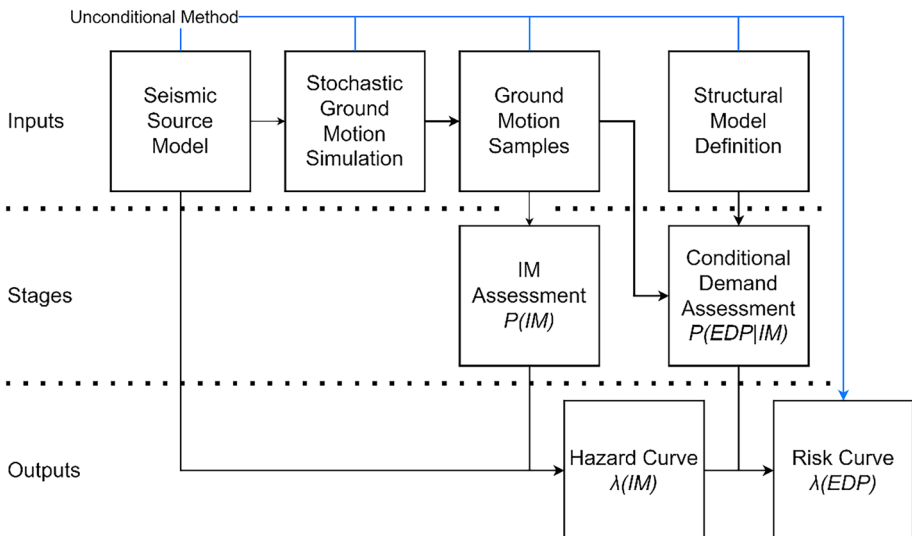 Unconditional Method
Inputs
Seismic
Source
Model
Stochastic
Ground
Motion
Simulation
Ground
Motion
Samples
Structural
Model
Definition
Stages
IM
Assessment
P(IM)
Conditional
Demand
Assessment
P(EDP|IM)
Outputs
Hazard Curve
λ(IM)
Risk Curve
λ(EDP)